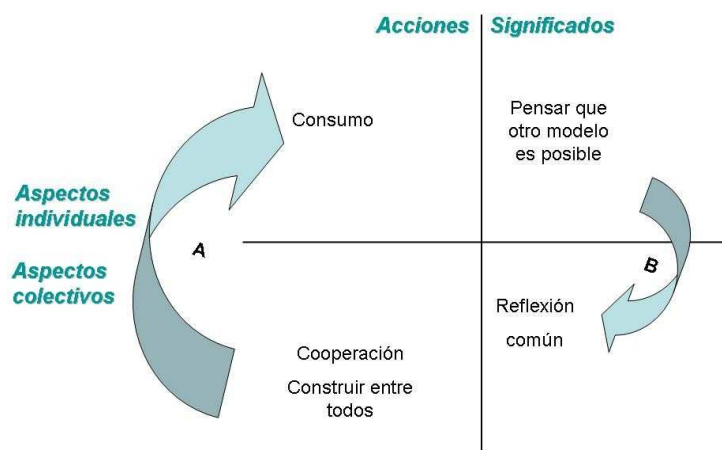 Acciones
Significados
Consumo
Pensar que
otro modelo
es posible
Aspectos
individuales
A
B
Aspectos
colectivos
Reflexión
común
Cooperación
Construir entre
todos